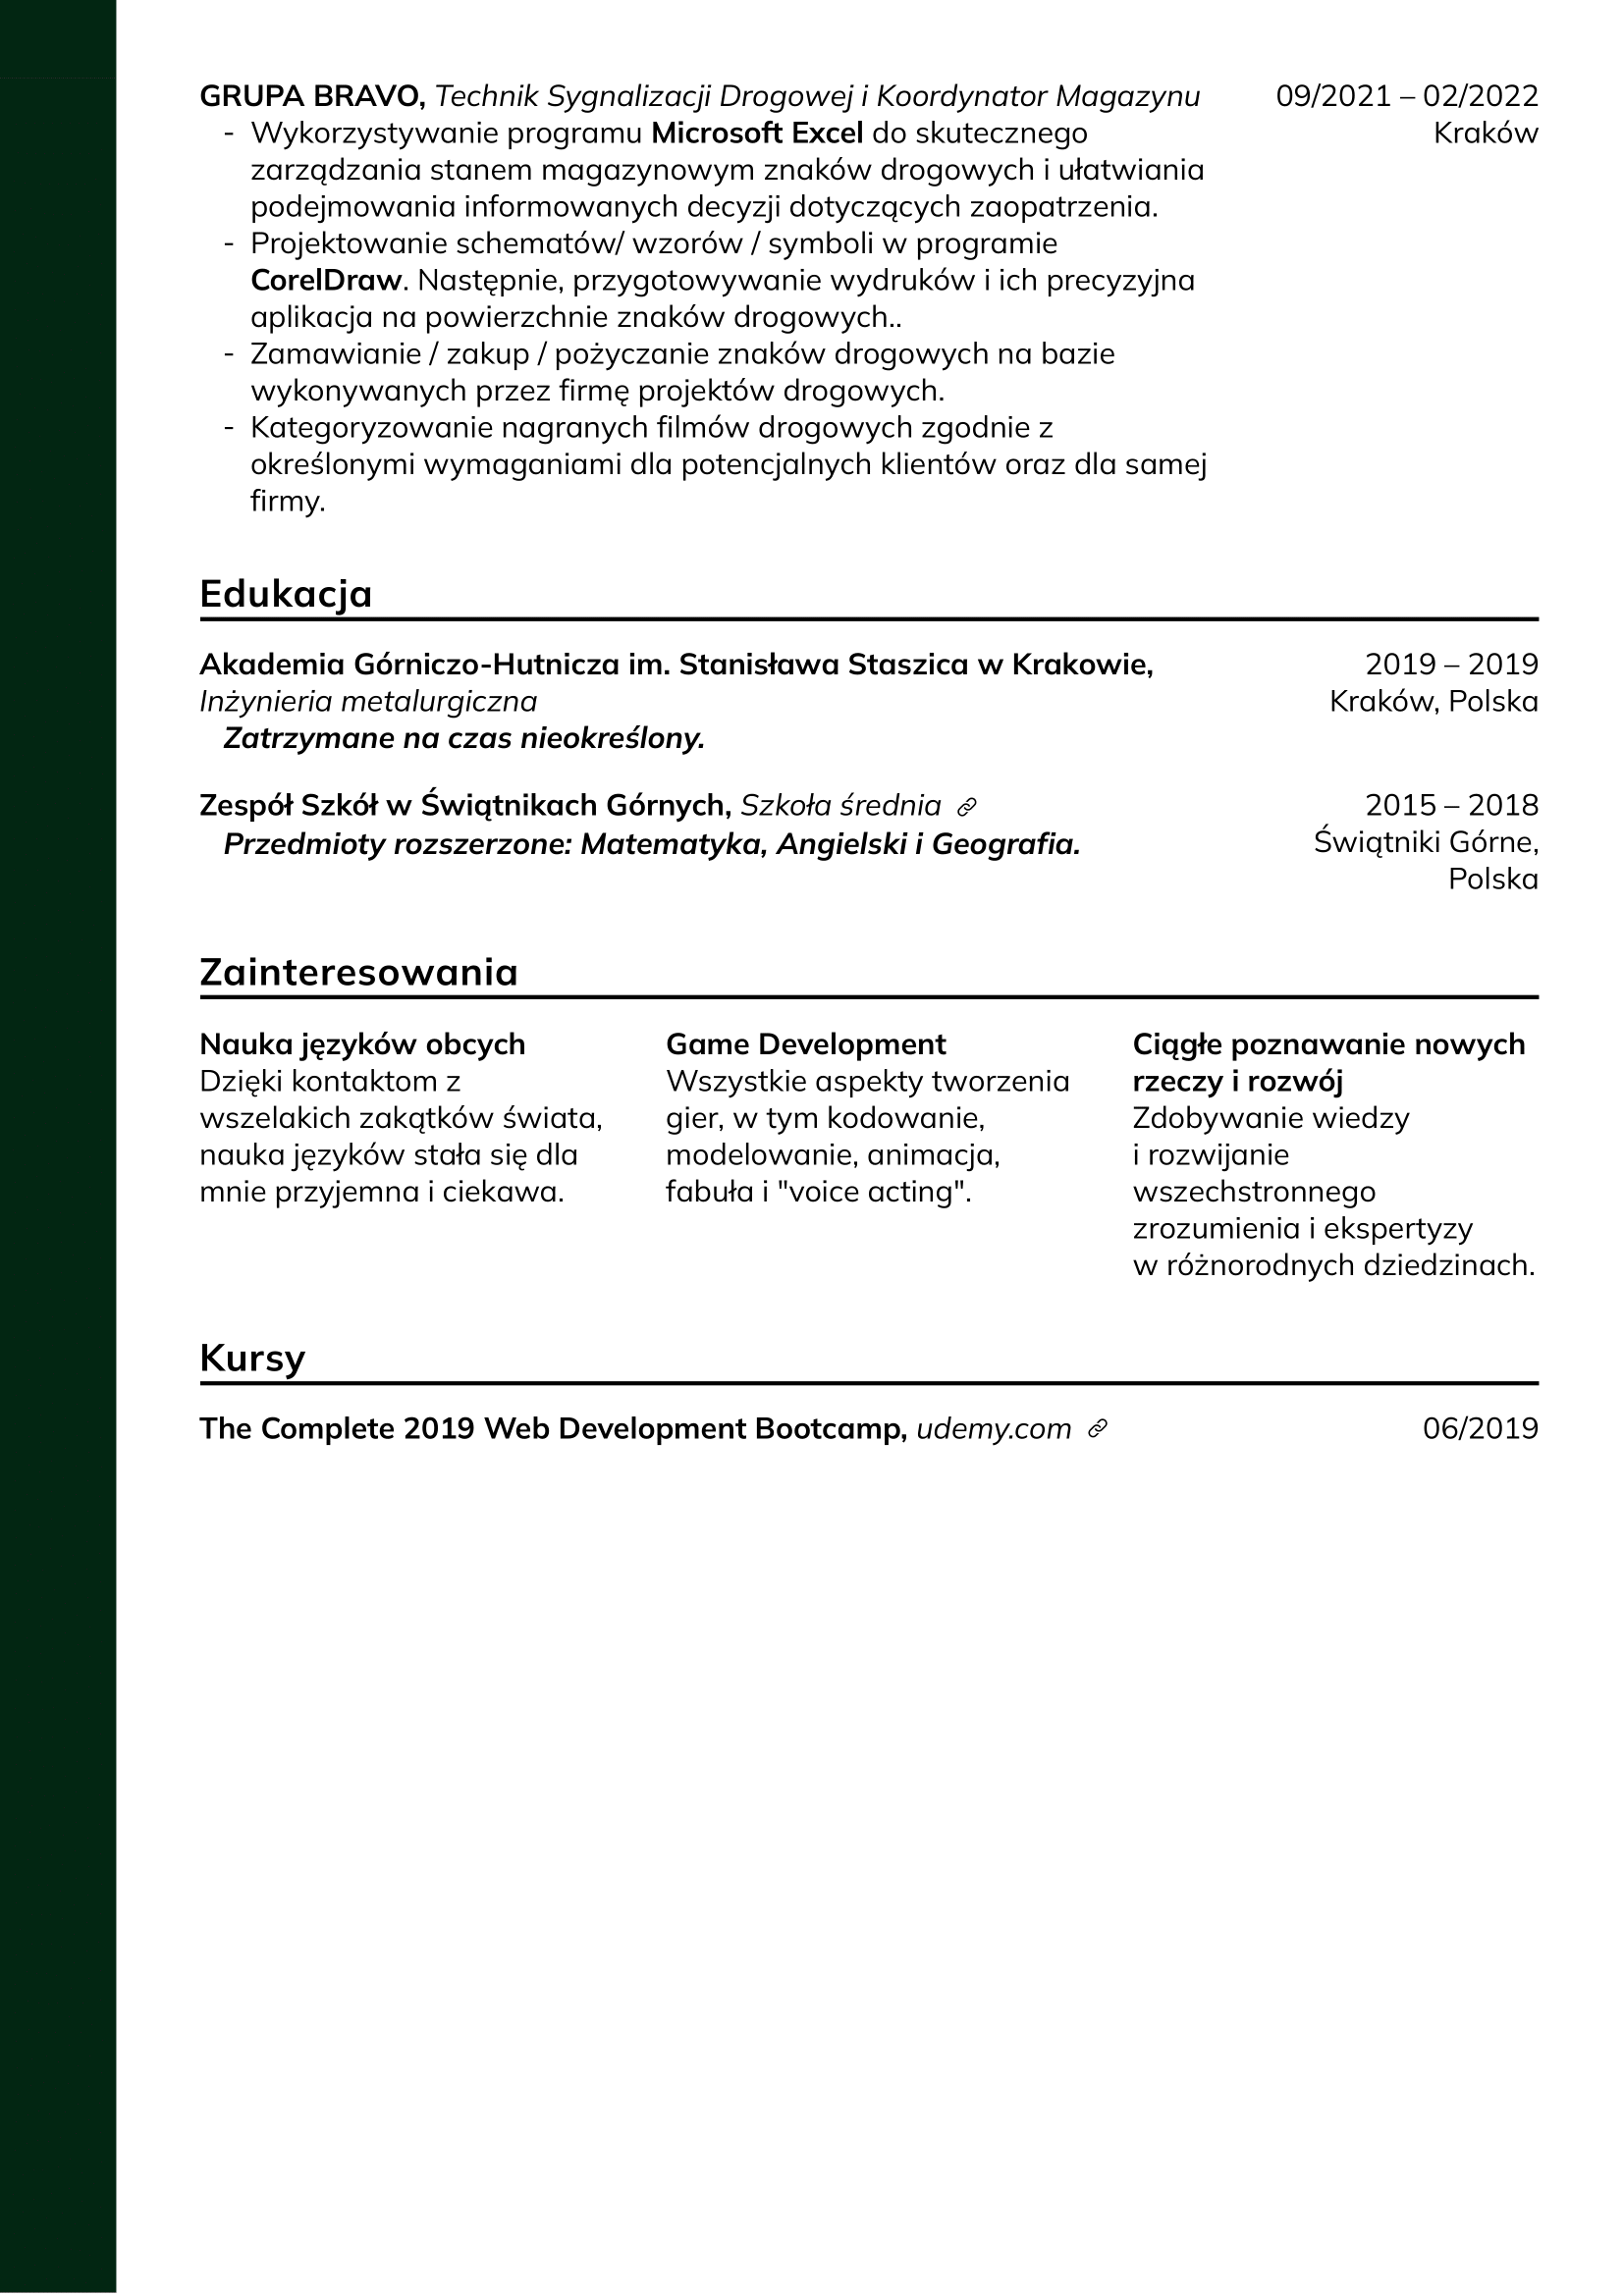 GRUPA BRAVO, Technik Sygnalizacji Drogowej i Koordynator Magazynu
09/2021 – 02/2022
Kraków
- Wykorzystywanie programu Microsoft Excel do skutecznego
zarządzania stanem magazynowym znaków drogowych i ułatwiania
podejmowania informowanych decyzji dotyczących zaopatrzenia.
- Projektowanie schematów/ wzorów / symboli w programie
CorelDraw. Następnie, przygotowywanie wydruków i ich precyzyjna
aplikacja na powierzchnie znaków drogowych..
- Zamawianie / zakup / pożyczanie znaków drogowych na bazie
wykonywanych przez firmę projektów drogowych.
- Kategoryzowanie nagranych filmów drogowych zgodnie z
określonymi wymaganiami dla potencjalnych klientów oraz dla samej
firmy.
Edukacja
Akademia Górniczo-Hutnicza im. Stanisława Staszica w Krakowie,
Inżynieria metalurgiczna
Zatrzymane na czas nieokreślony.
2019 – 2019
Kraków, Polska
Zespół Szkół w Świątnikach Górnych, Szkoła średnia
Przedmioty rozszerzone: Matematyka, Angielski i Geografia.
2015 – 2018
Świątniki Górne,
Polska
Zainteresowania
Nauka języków obcych
Dzięki kontaktom z
wszelakich zakątków świata,
nauka języków stała się dla
mnie przyjemna i ciekawa.
Game Development
Wszystkie aspekty tworzenia
gier, w tym kodowanie,
modelowanie, animacja,
fabuła i "voice acting".
Ciągłe poznawanie nowych
rzeczy i rozwój
Zdobywanie wiedzy
i rozwijanie
wszechstronnego
zrozumienia i ekspertyzy
w różnorodnych dziedzinach.
Kursy
The Complete 2019 Web Development Bootcamp, udemy.com
06/2019